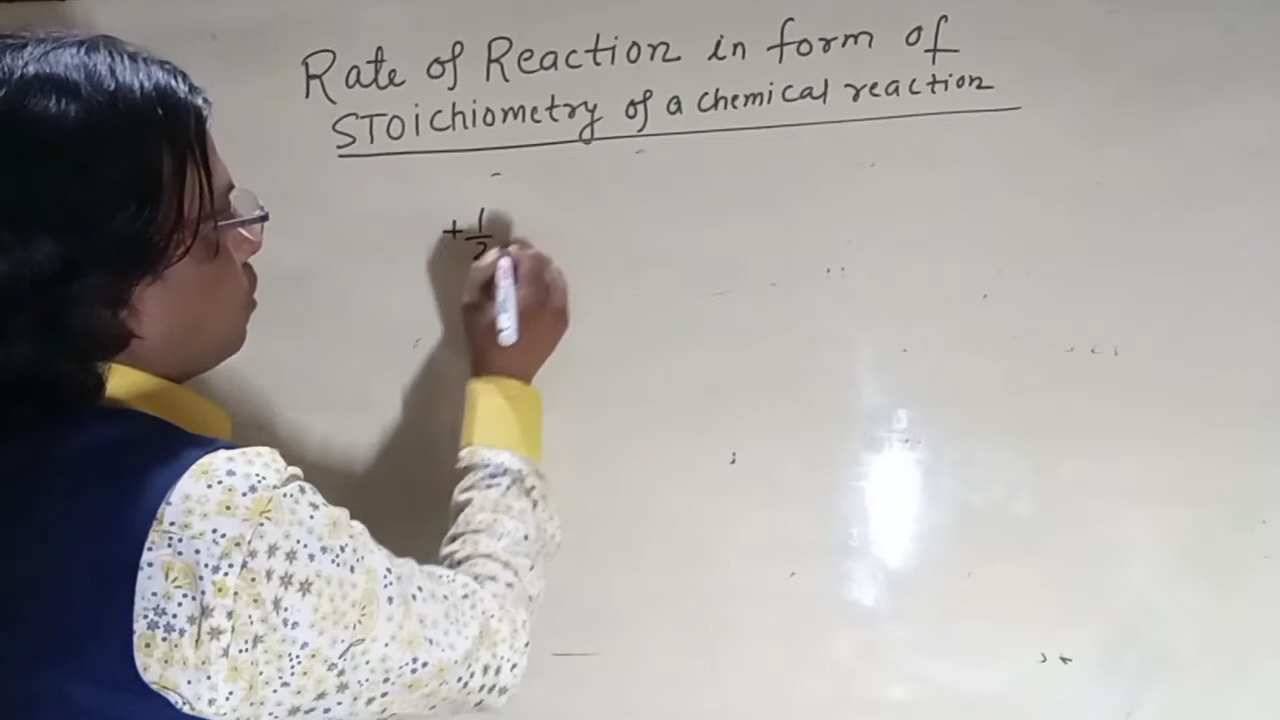 Rate of Reaction in form of
STOichiometry of a chemical reaction
+1/2